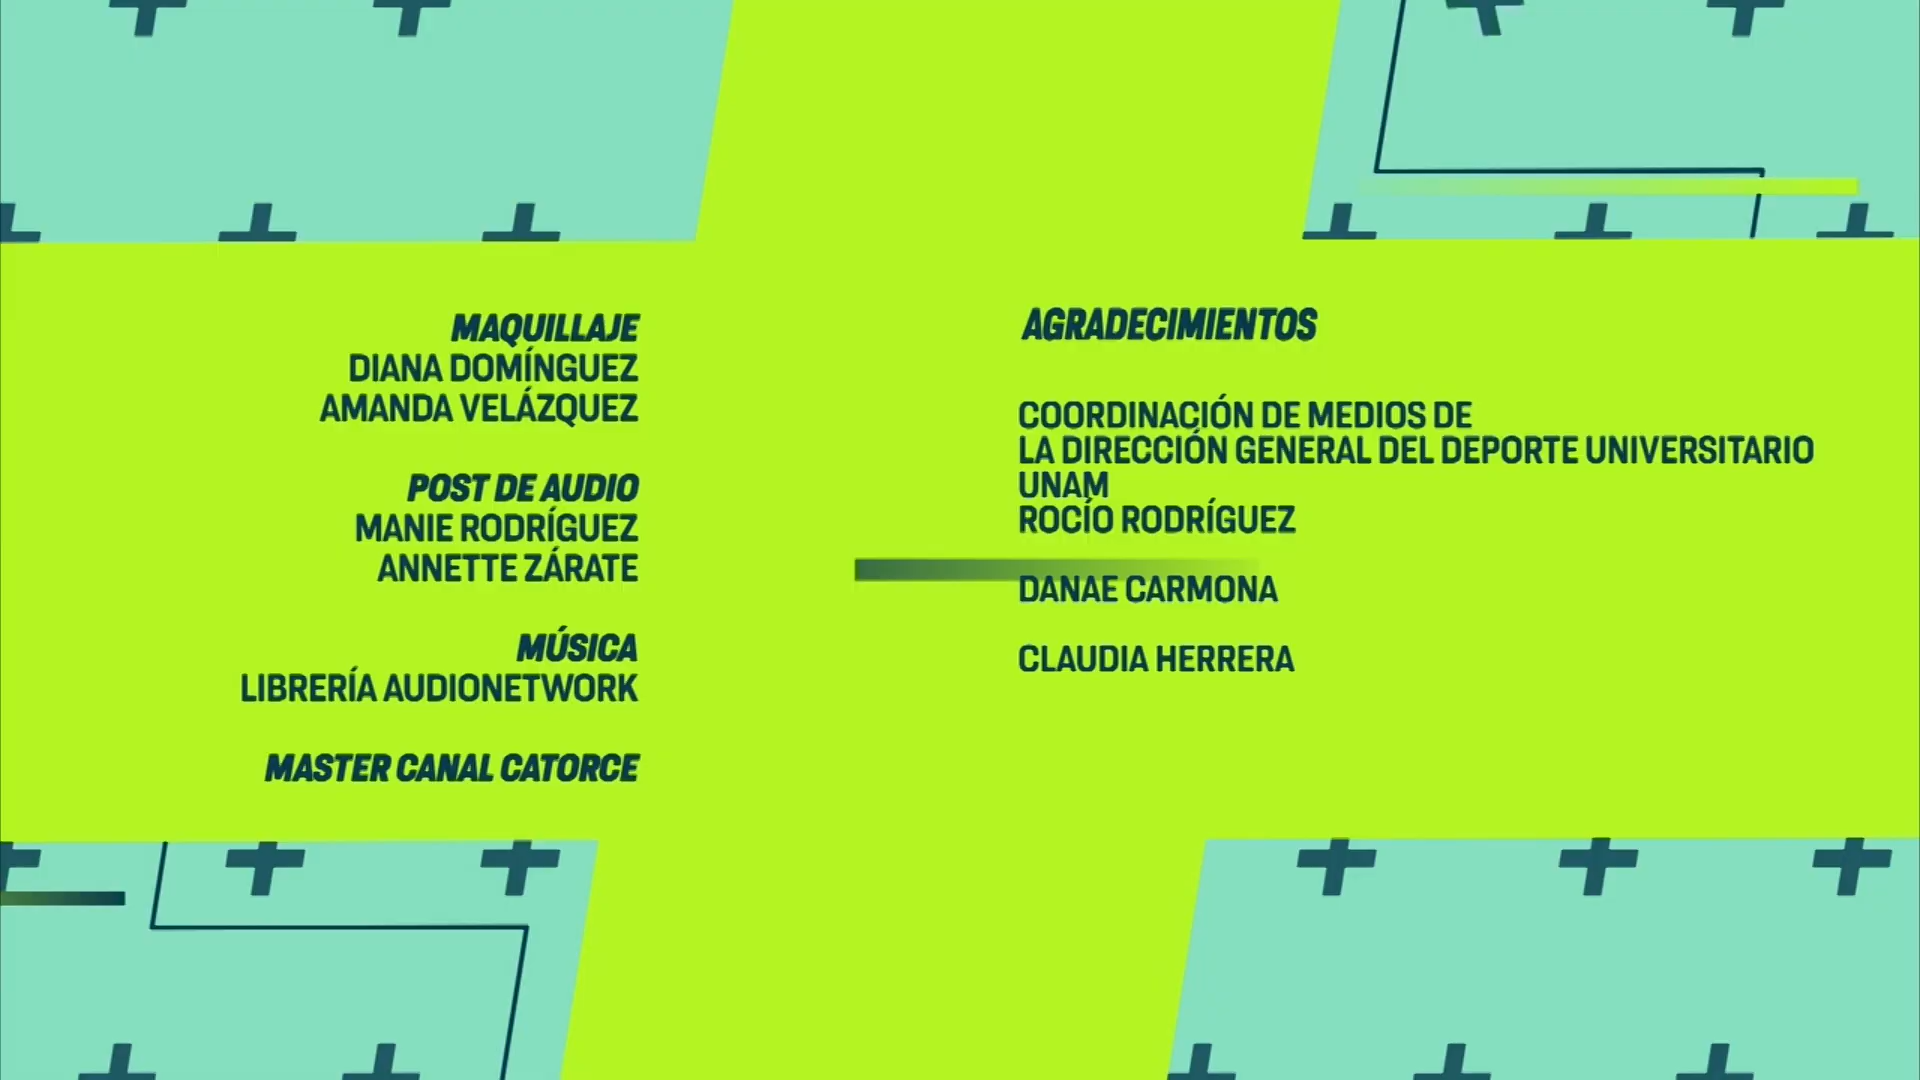 MAQUILLAJE
DIANA DOMÍNGUEZ
AMANDA VELÁZQUEZ
POST DE AUDIO
MANIE RODRÍGUEZ
ANNETTE ZÁRATE
MÚSICA
LIBRERÍA AUDIONETWORK
MASTER CANAL CATORCE
AGRADECIMIENTOS
COORDINACIÓN DE MEDIOS DE
LA DIRECCIÓN GENERAL DEL DEPORTE UNIVERSITARIO
UNAM
ROCÍO RODRÍGUEZ
DANAE CARMONA
CLAUDIA HERRERA